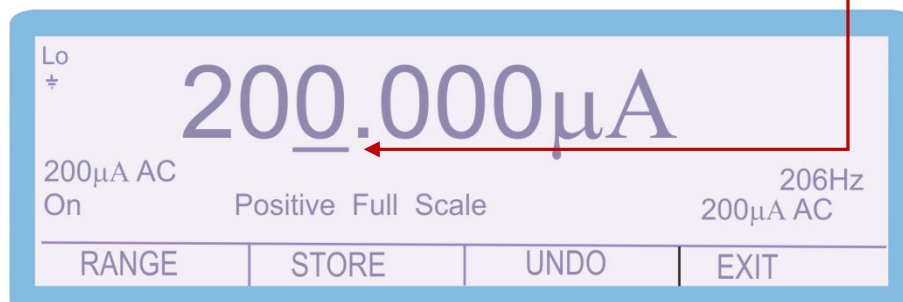 Lo
200.000μA
200μA AC 206Hz
On Positive Full Scale 200μA AC
RANGE STORE UNDO EXIT